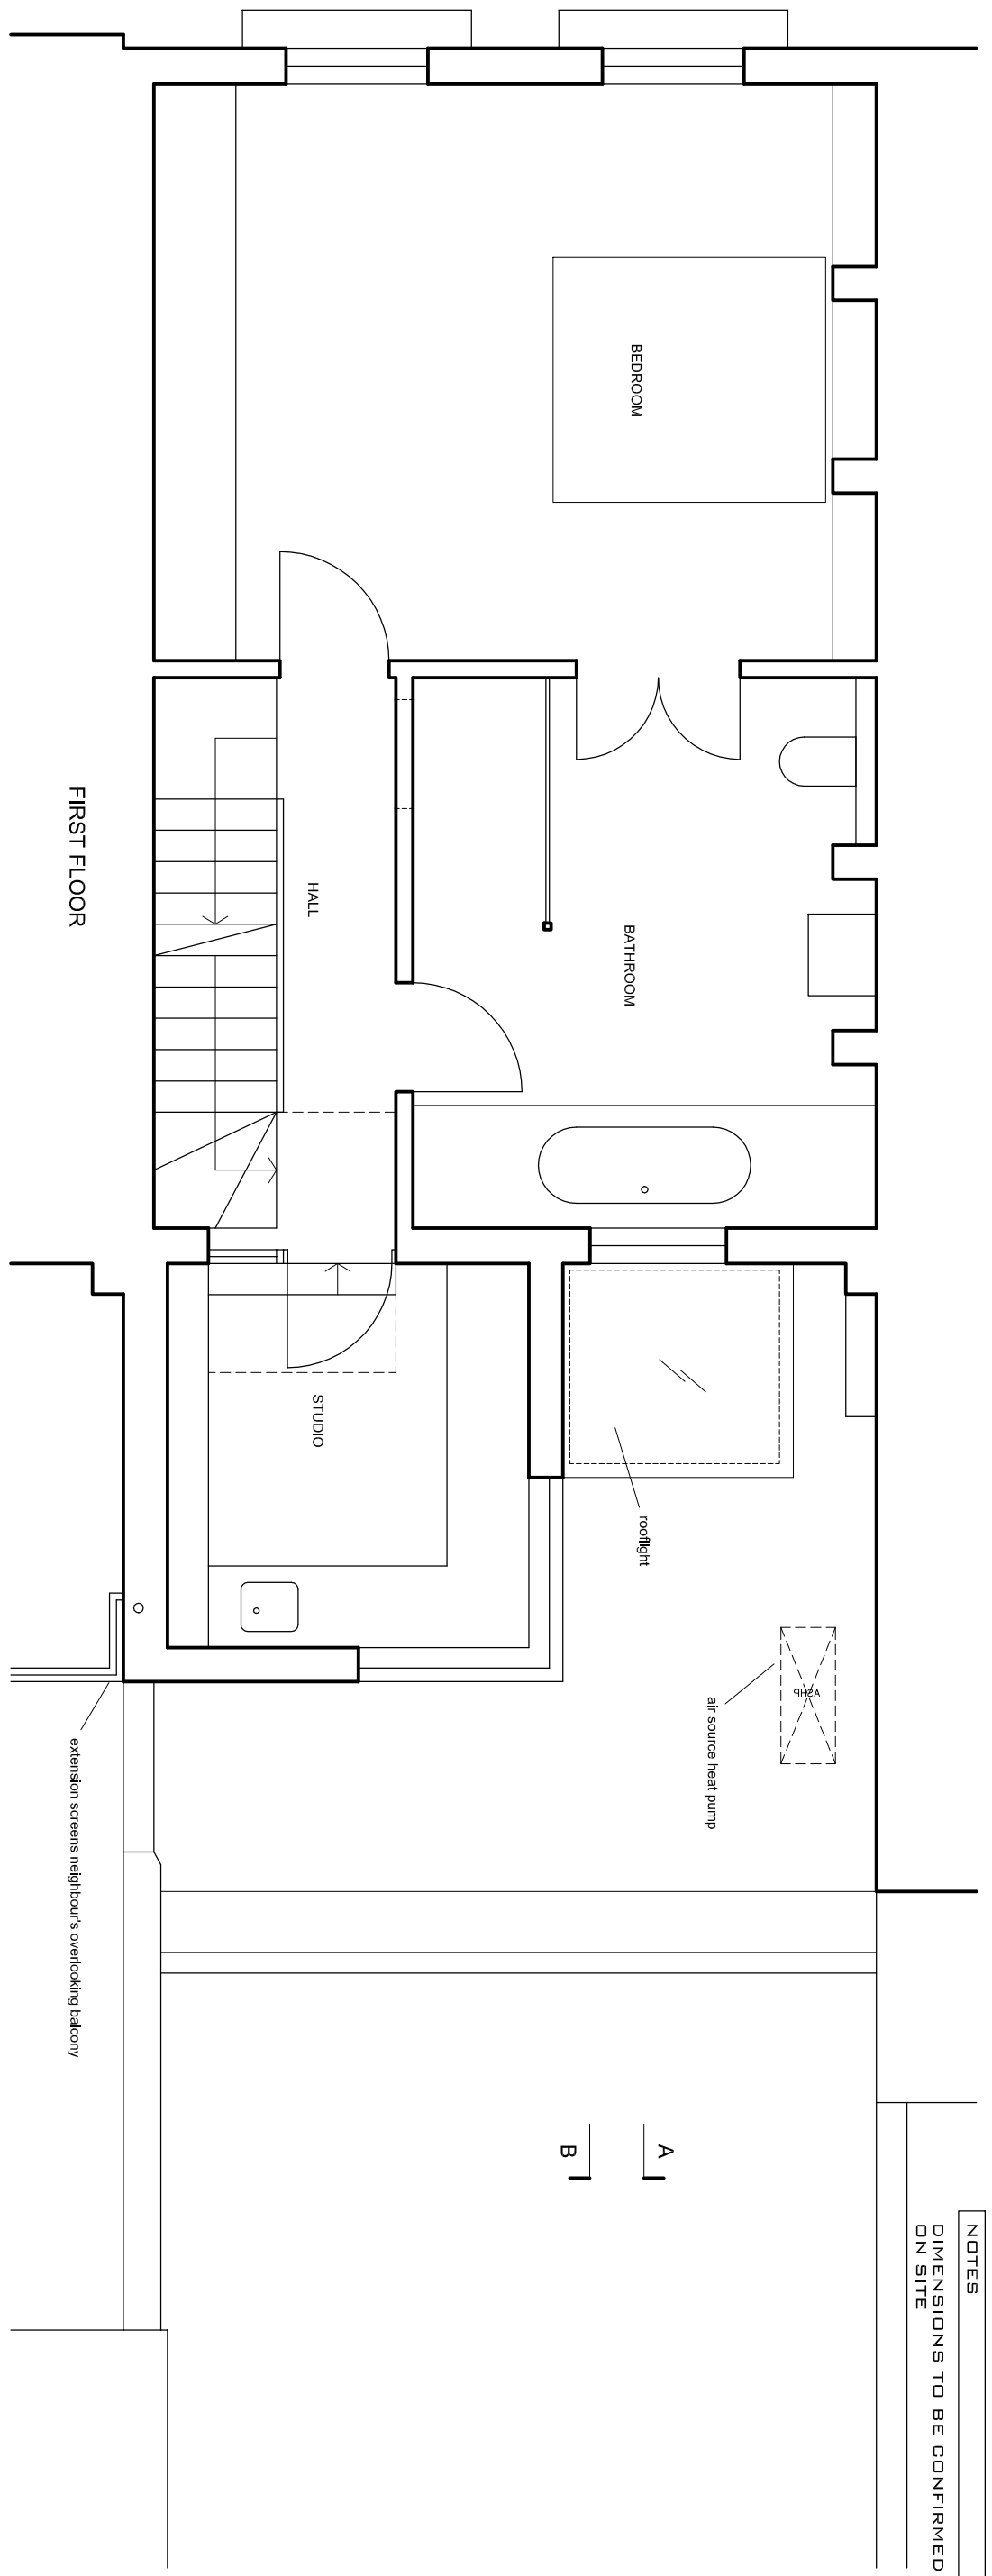 NOTES
DIMENSIONS TO BE CONFIRMED
ON SITE
BEDROOM
BATHROOM
HALL
FIRST FLOOR
STUDIO
rooflight
ASHP
air source heat pump
extension screens neighbour's overlooking balcony
A
B